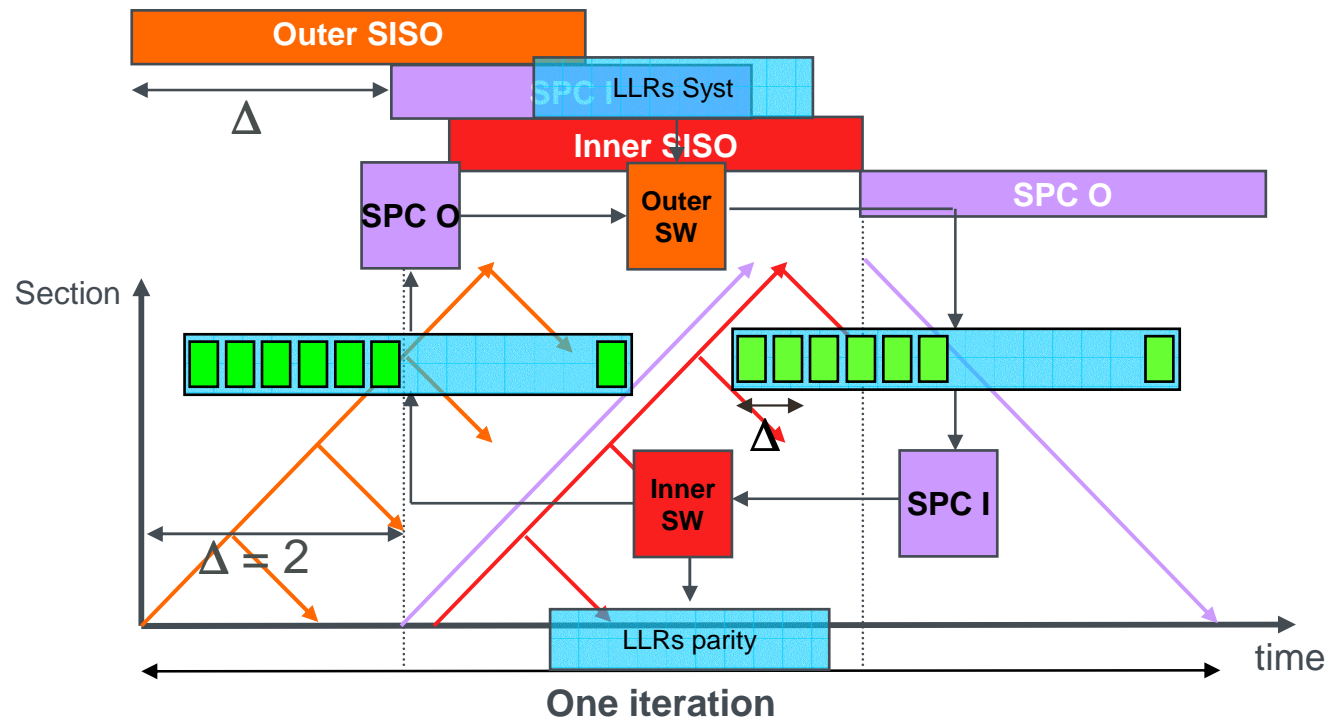 Outer SISO
SPC I
LLRs Syst
Δ
Inner SISO
SPC O
SPC O
Outer
SW
Section
Δ
Inner
SW
SPC I
Δ = 2
LLRs parity
time
One iteration